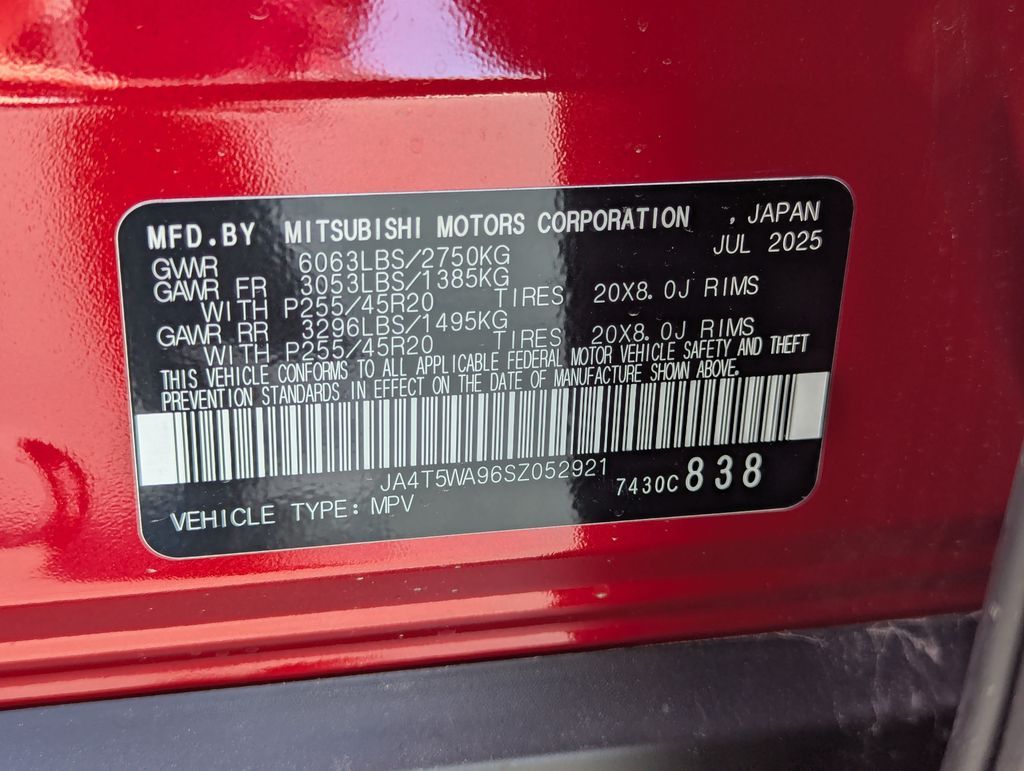 MFD.BY MITSUBISHI MOTORS CORPORATION , JAPAN
JUL 2025
GVWR 6063LBS/2750KG
GAWR FR 3053LBS/1385KG
WITH P255/45R20 TIRES 20X8.0J RIMS
GAWR RR 3296LBS/1495KG
WITH P255/45R20 TIRES 20X8.0J RIMS
THIS VEHICLE CONFORMS TO ALL APPLICABLE FEDERAL MOTOR VEHICLE SAFETY AND THEFT
PREVENTION STANDARDS IN EFFECT ON THE DATE OF MANUFACTURE SHOWN ABOVE.
JA4T5WA96SZ052921
7430C 838
VEHICLE TYPE: MPV